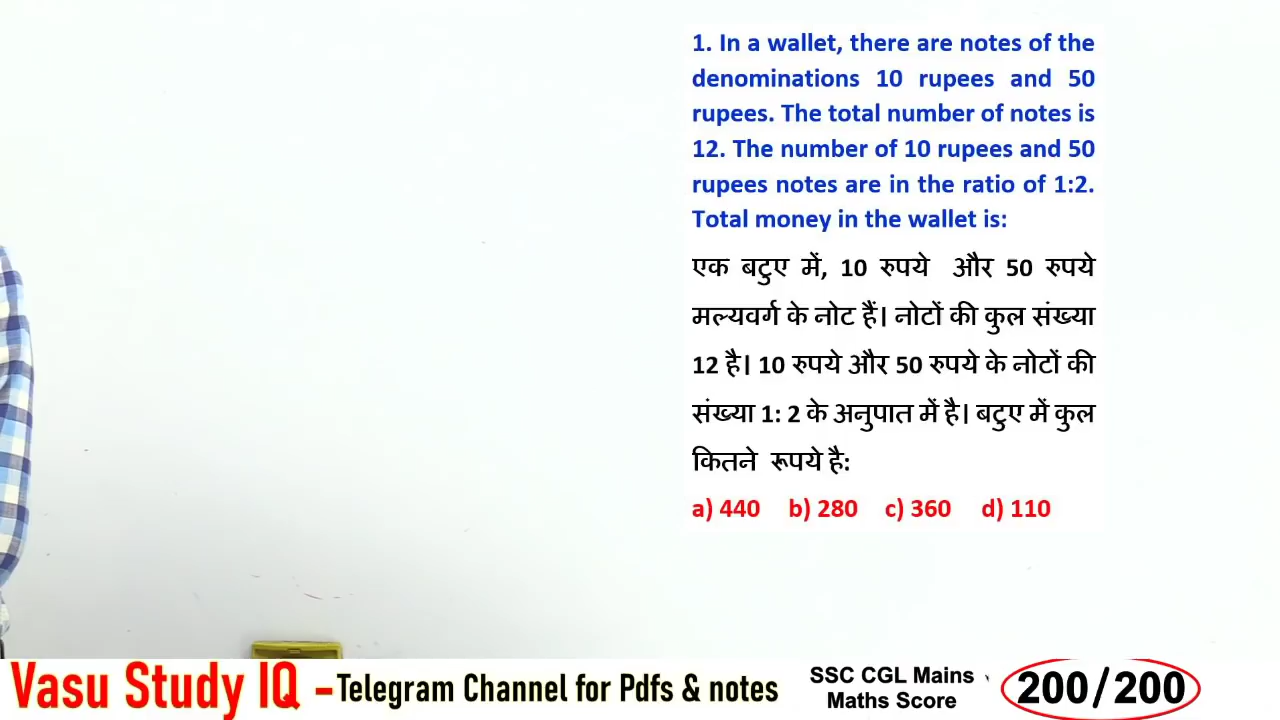 1. In a wallet, there are notes of the
denominations 10 rupees and 50
rupees. The total number of notes is
12. The number of 10 rupees and 50
rupees notes are in the ratio of 1:2.
Total money in the wallet is:
एक बटुए में, 10 रुपये और 50 रुपये
मल्यवर्ग के नोट हैं। नोटों की कुल संख्या
12 है। 10 रुपये और 50 रुपये के नोटों की
संख्या 1: 2 के अनुपात में है। बटुए में कुल
कितने रूपये है:
a) 440 b) 280 c) 360 d) 110
Vasu Study IQ - Telegram Channel for Pdfs & notes
SSC CGL Mains
Maths Score
200/200